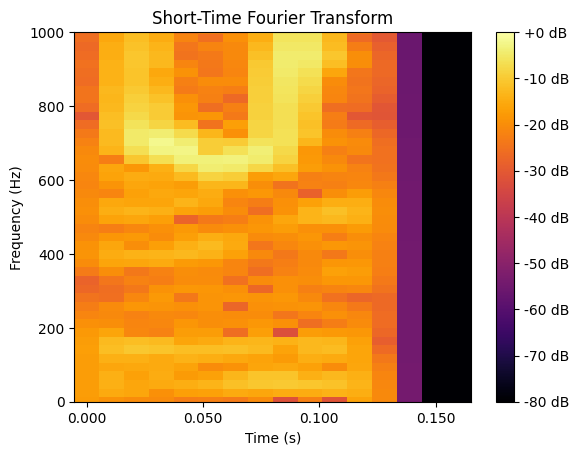 Short-Time Fourier Transform
Frequency (Hz)
1000
800
600
400
200
0
0.000
0.050
0.100
0.150
Time (s)
+0 dB
-10 dB
-20 dB
-30 dB
-40 dB
-50 dB
-60 dB
-70 dB
-80 dB